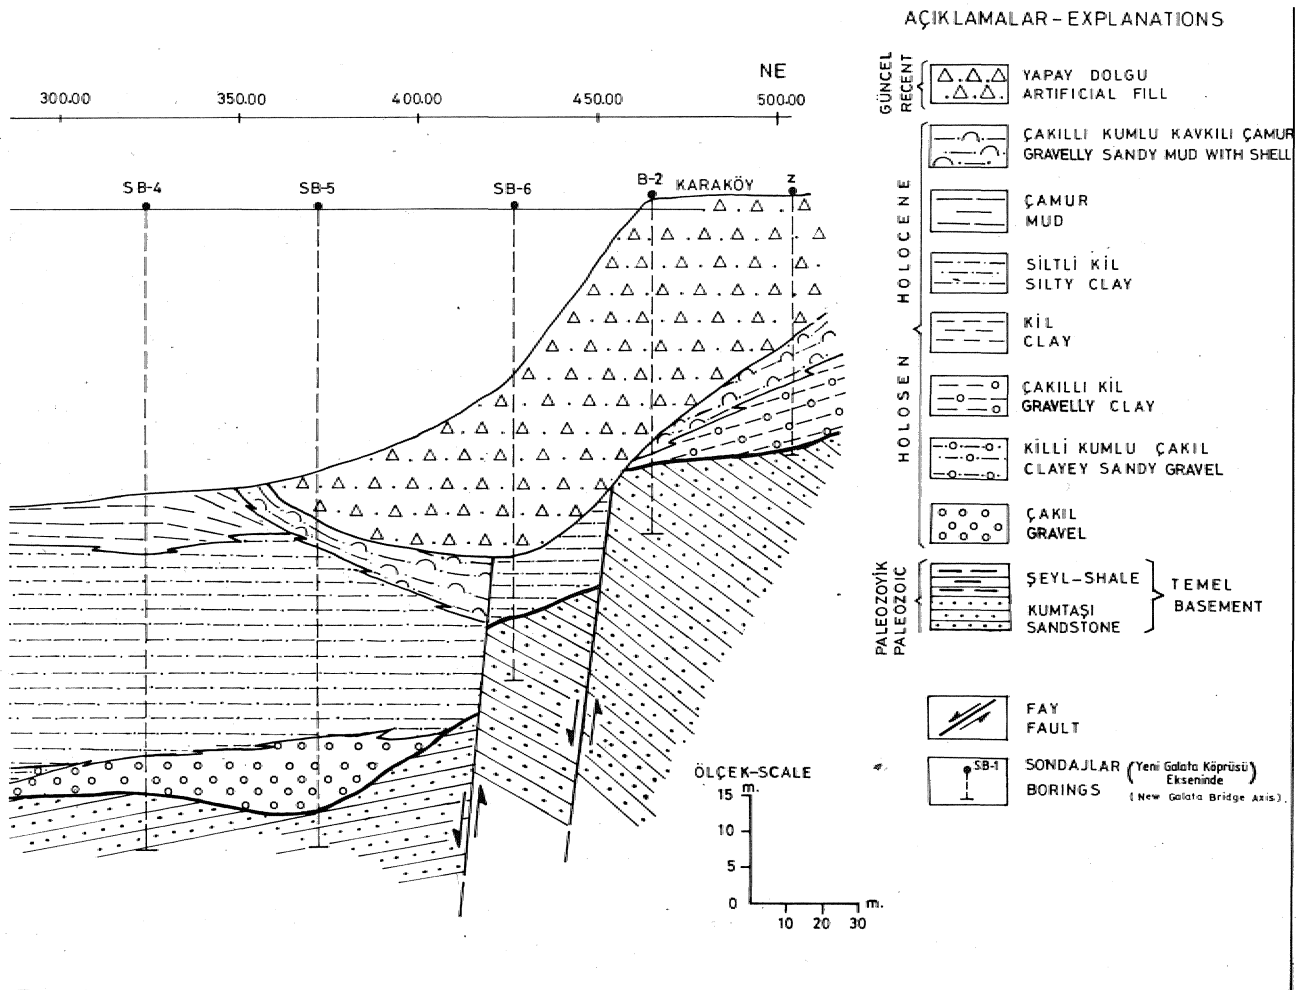 AÇIKLAMALAR – EXPLANATIONS
NE
300.00 350.00 400.00 450.00 500.00
SB-4 SB-5 SB-6 B-2 KARAKÖY Z
GÜNCEL
RECENT
YAPAY DOLGU
ARTIFICIAL FILL
HOLOSEN HOLOCENE
ÇAKILLI KUMLU KAVKILI ÇAMUR
GRAVELLY SANDY MUD WITH SHELL
ÇAMUR
MUD
SİLTLİ KİL
SILTY CLAY
KİL
CLAY
ÇAKILLI KİL
GRAVELLY CLAY
KİLLİ KUMLU ÇAKIL
CLAYEY SANDY GRAVEL
ÇAKIL
GRAVEL
PALEOZOYİK
PALEOZOIC
ŞEYL-SHALE
KUMTAŞI
SANDSTONE
TEMEL
BASEMENT
FAY
FAULT
SB-1
SONDAJLAR (Yeni Galata Köprüsü)
Ekseninde
BORINGS (New Galata Bridge Axis).
ÖLÇEK-SCALE
m.
15
10
5
0
10 20 30 m.